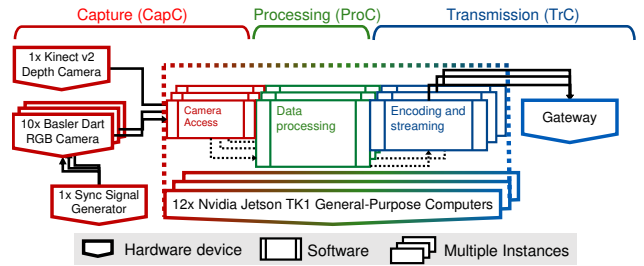 Capture (CapC) Processing (ProC) Transmission (TrC)
1x Kinect v2
Depth Camera
10x Basler Dart
RGB Camera
1x Sync Signal
Generator
Camera
Access
Data
processing
Encoding and
streaming
Gateway
12x Nvidia Jetson TK1 General-Purpose Computers
Hardware device Software Multiple Instances